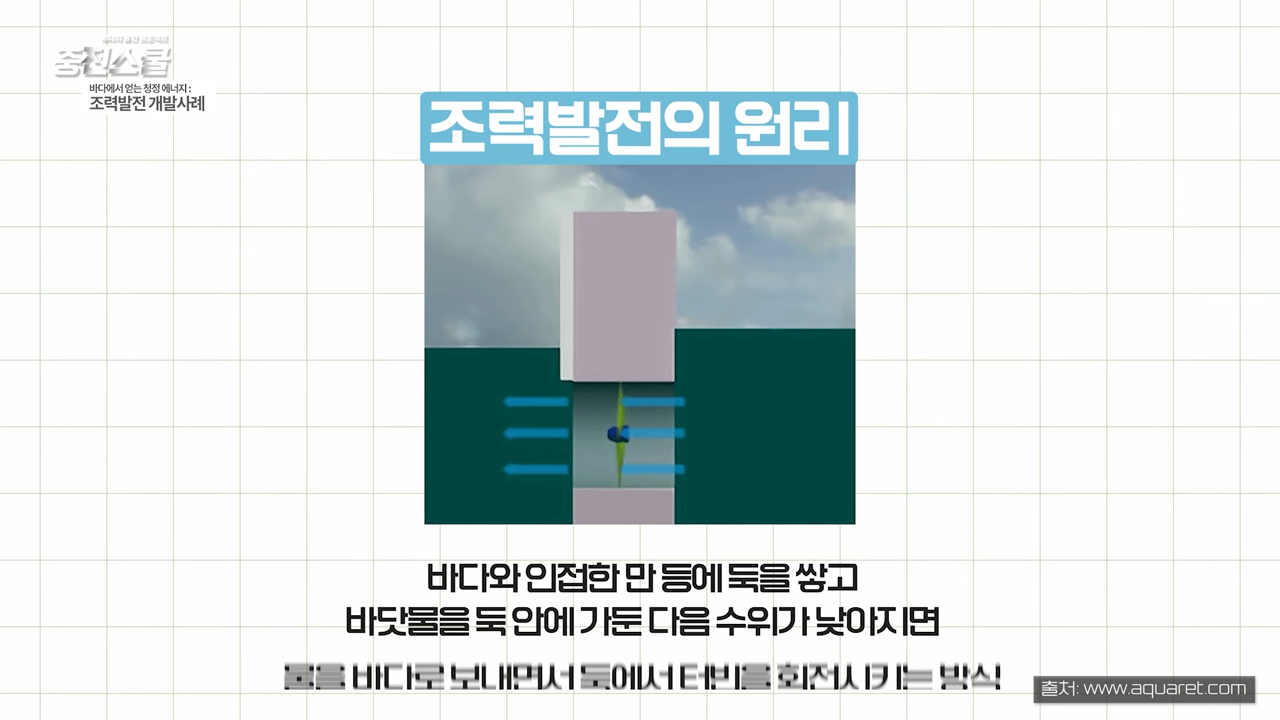 충전스쿨
바다에서 얻는 청정 에너지 :
조력발전 개발사례
조력발전의 원리
바다와 인접한 만 등에 둑을 쌓고
바닷물을 둑 안에 가둔 다음 수위가 낮아지면
물을 바다로 보내면서 둑에서 터빈을 회전시키는 방식
출처: www.aquaret.com